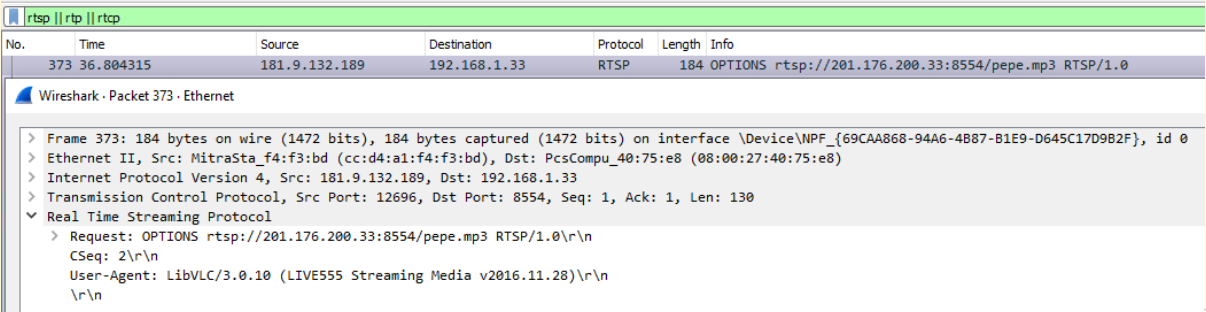 rtsp || rtp || rtcp
No. Time Source Destination Protocol Length Info
373 36.804315 181.9.132.189 192.168.1.33 RTSP 184 OPTIONS rtsp://201.176.200.33:8554/pepe.mp3 RTSP/1.0
Wireshark · Packet 373 · Ethernet
> Frame 373: 184 bytes on wire (1472 bits), 184 bytes captured (1472 bits) on interface \Device\NPF_{69CAA868-94A6-4B87-B1E9-D645C17D9B2F}, id 0
> Ethernet II, Src: MitraSta_f4:f3:bd (cc:d4:a1:f4:f3:bd), Dst: PcsCompu_40:75:e8 (08:00:27:40:75:e8)
> Internet Protocol Version 4, Src: 181.9.132.189, Dst: 192.168.1.33
> Transmission Control Protocol, Src Port: 12696, Dst Port: 8554, Seq: 1, Ack: 1, Len: 130
Real Time Streaming Protocol
> Request: OPTIONS rtsp://201.176.200.33:8554/pepe.mp3 RTSP/1.0\r\n
CSeq: 2\r\n
User-Agent: LibVLC/3.0.10 (LIVE555 Streaming Media v2016.11.28)\r\n
\r\n